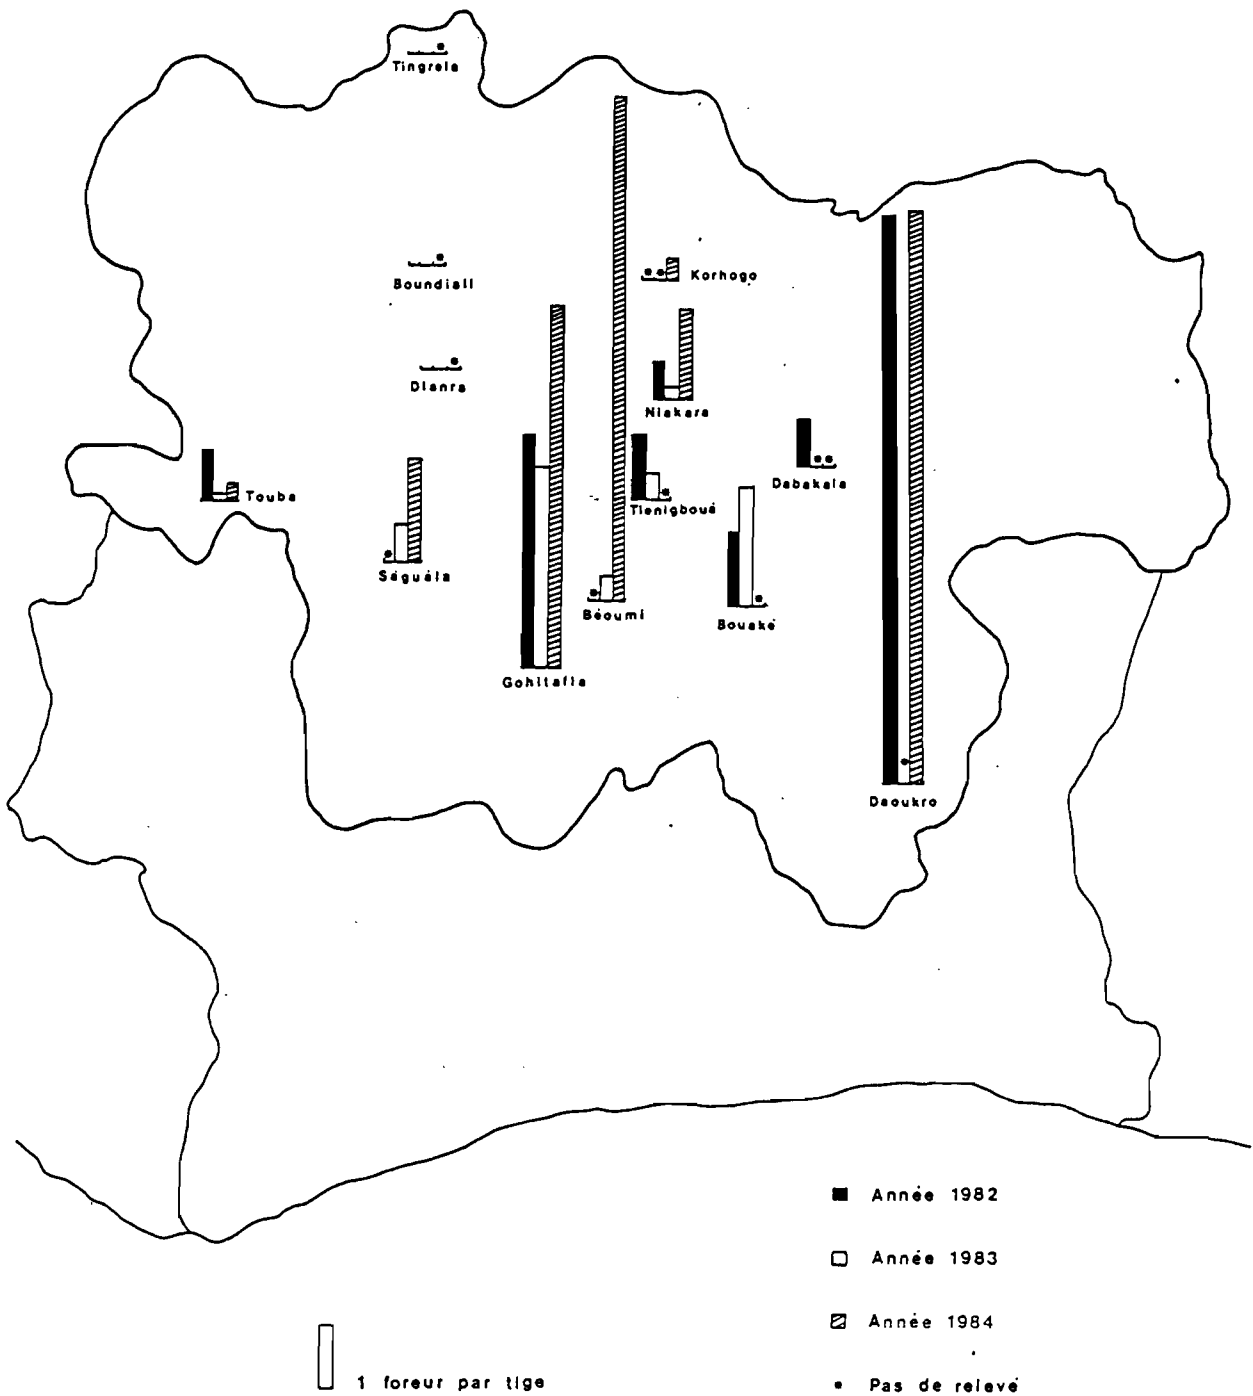 Tingrela
Boundiali
Korhogo
Dianra
Niakara
Dabakala
Touba
Tienigboué
Séguéla
Béoumi
Bouaké
Gohitafla
Daoukro
Année 1982
Année 1983
Année 1984
1 foreur par tige
Pas de relevé